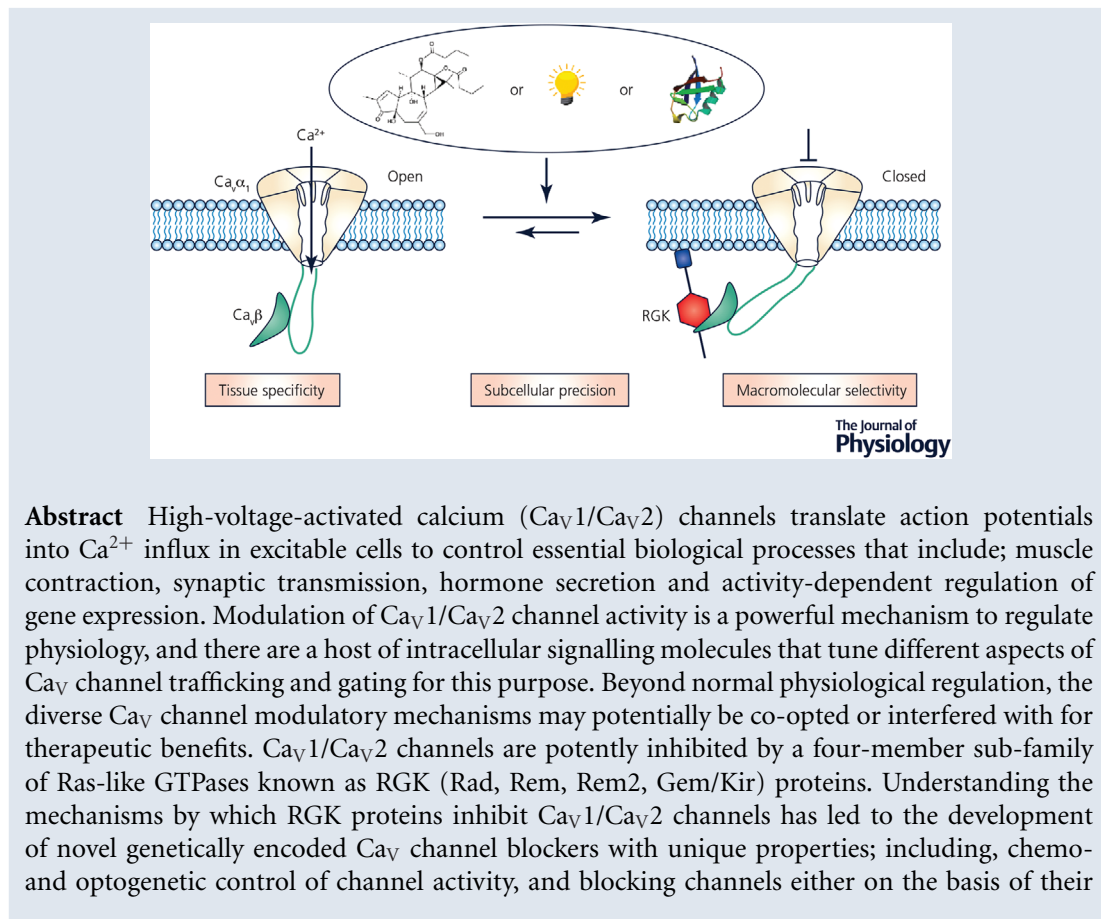 or
or
Ca²⁺
Caᵥα₁
Open
Closed
Caᵥβ
RGK
Tissue specificity
Subcellular precision
Macromolecular selectivity
The Journal of
Physiology
Abstract High-voltage-activated calcium (Caᵥ1/Caᵥ2) channels translate action potentials
into Ca²⁺ influx in excitable cells to control essential biological processes that include; muscle
contraction, synaptic transmission, hormone secretion and activity-dependent regulation of
gene expression. Modulation of Caᵥ1/Caᵥ2 channel activity is a powerful mechanism to regulate
physiology, and there are a host of intracellular signalling molecules that tune different aspects of
Caᵥ channel trafficking and gating for this purpose. Beyond normal physiological regulation, the
diverse Caᵥ channel modulatory mechanisms may potentially be co-opted or interfered with for
therapeutic benefits. Caᵥ1/Caᵥ2 channels are potently inhibited by a four-member sub-family
of Ras-like GTPases known as RGK (Rad, Rem, Rem2, Gem/Kir) proteins. Understanding the
mechanisms by which RGK proteins inhibit Caᵥ1/Caᵥ2 channels has led to the development
of novel genetically encoded Caᵥ channel blockers with unique properties; including, chemo-
and optogenetic control of channel activity, and blocking channels either on the basis of their